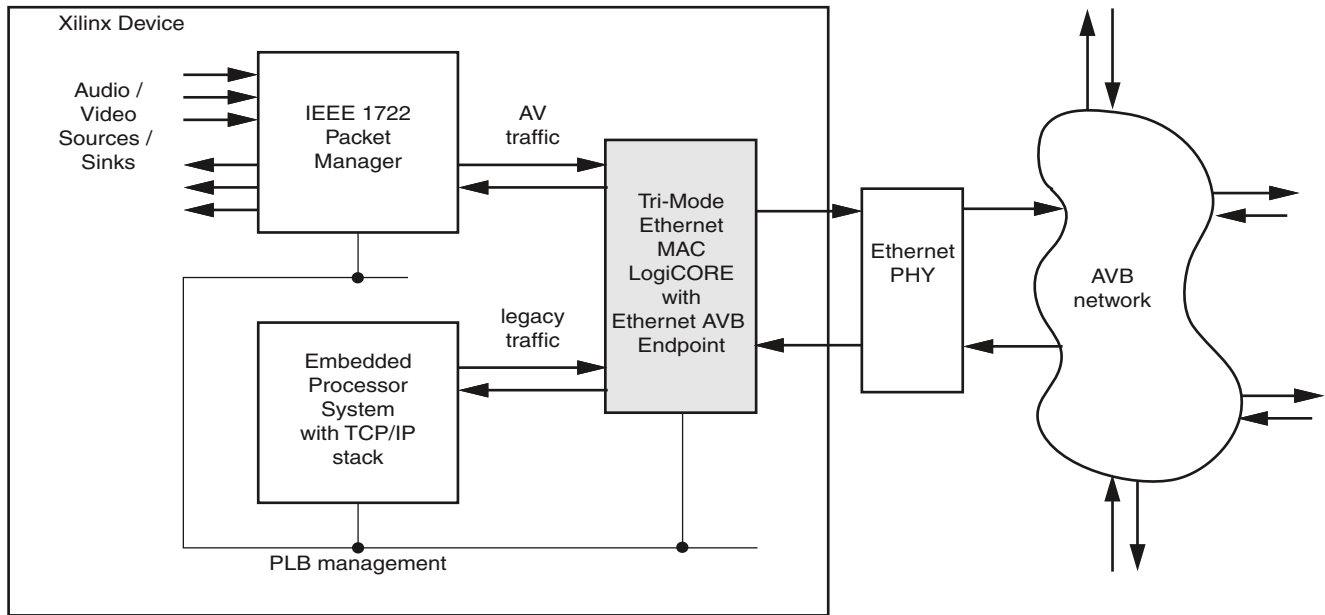 Xilinx Device
Audio /
Video
Sources /
Sinks
IEEE 1722
Packet
Manager
AV
traffic
Tri-Mode
Ethernet
MAC
LogiCORE
with
Ethernet AVB
Endpoint
Ethernet
PHY
AVB
network
legacy
traffic
Embedded
Processor
System
with TCP/IP
stack
PLB management